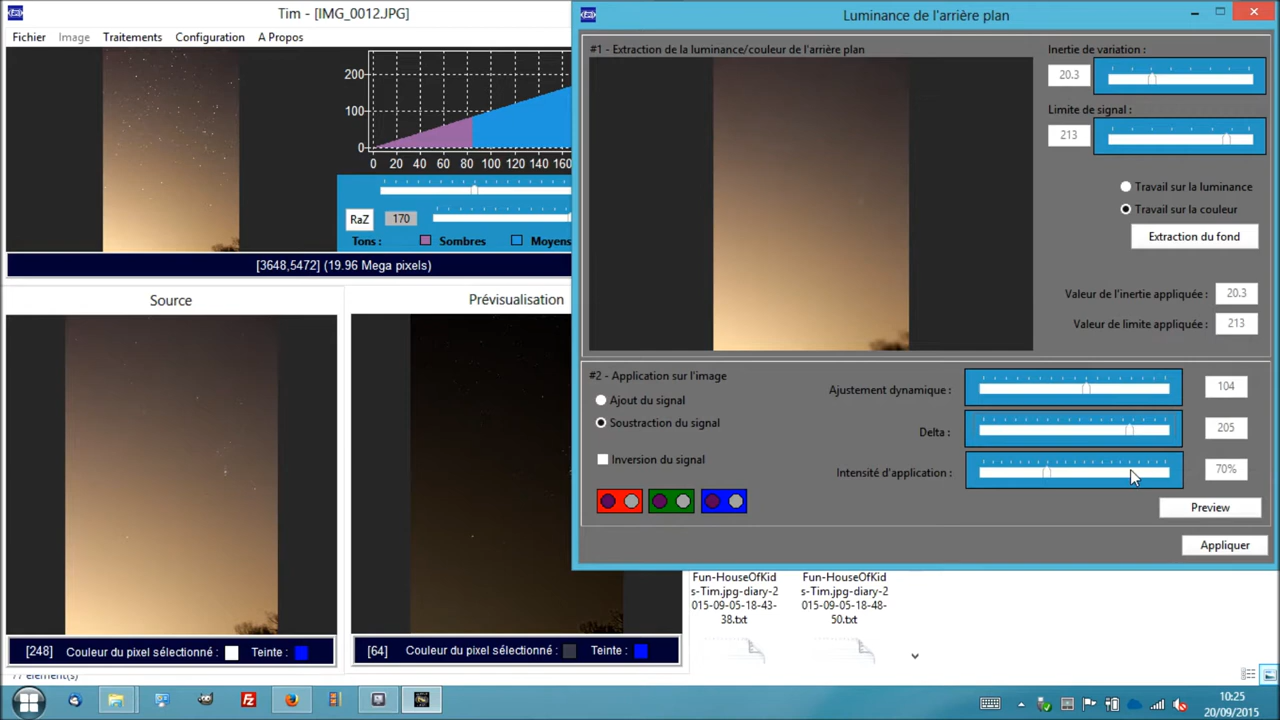 Tim - [IMG_0012.JPG]
Fichier Image Traitements Configuration A Propos
200
100
0
0 20 40 60 80 100 120 140 160
RaZ 170
Tons : Sombres Moyens
[3648,5472] (19.96 Mega pixels)
Source
Prévisualisation
[248] Couleur du pixel sélectionné : Teinte :
[64] Couleur du pixel sélectionné : Teinte :
Luminance de l'arrière plan
#1 - Extraction de la luminance/couleur de l'arrière plan
Inertie de variation :
20.3
Limite de signal :
213
Travail sur la luminance
Travail sur la couleur
Extraction du fond
Valeur de l'inertie appliquée : 20.3
Valeur de limite appliquée : 213
#2 - Application sur l'image
Ajout du signal
Soustraction du signal
Inversion du signal
Ajustement dynamique : 104
Delta : 205
Intensité d'application : 70%
Preview
Appliquer
Fun-HouseOfKid
s-Tim.jpg-diary-2
015-09-05-18-43-
38.txt
Fun-HouseOfKid
s-Tim.jpg-diary-2
015-09-05-18-48-
50.txt
77 élément(s)
10:25
20/09/2015